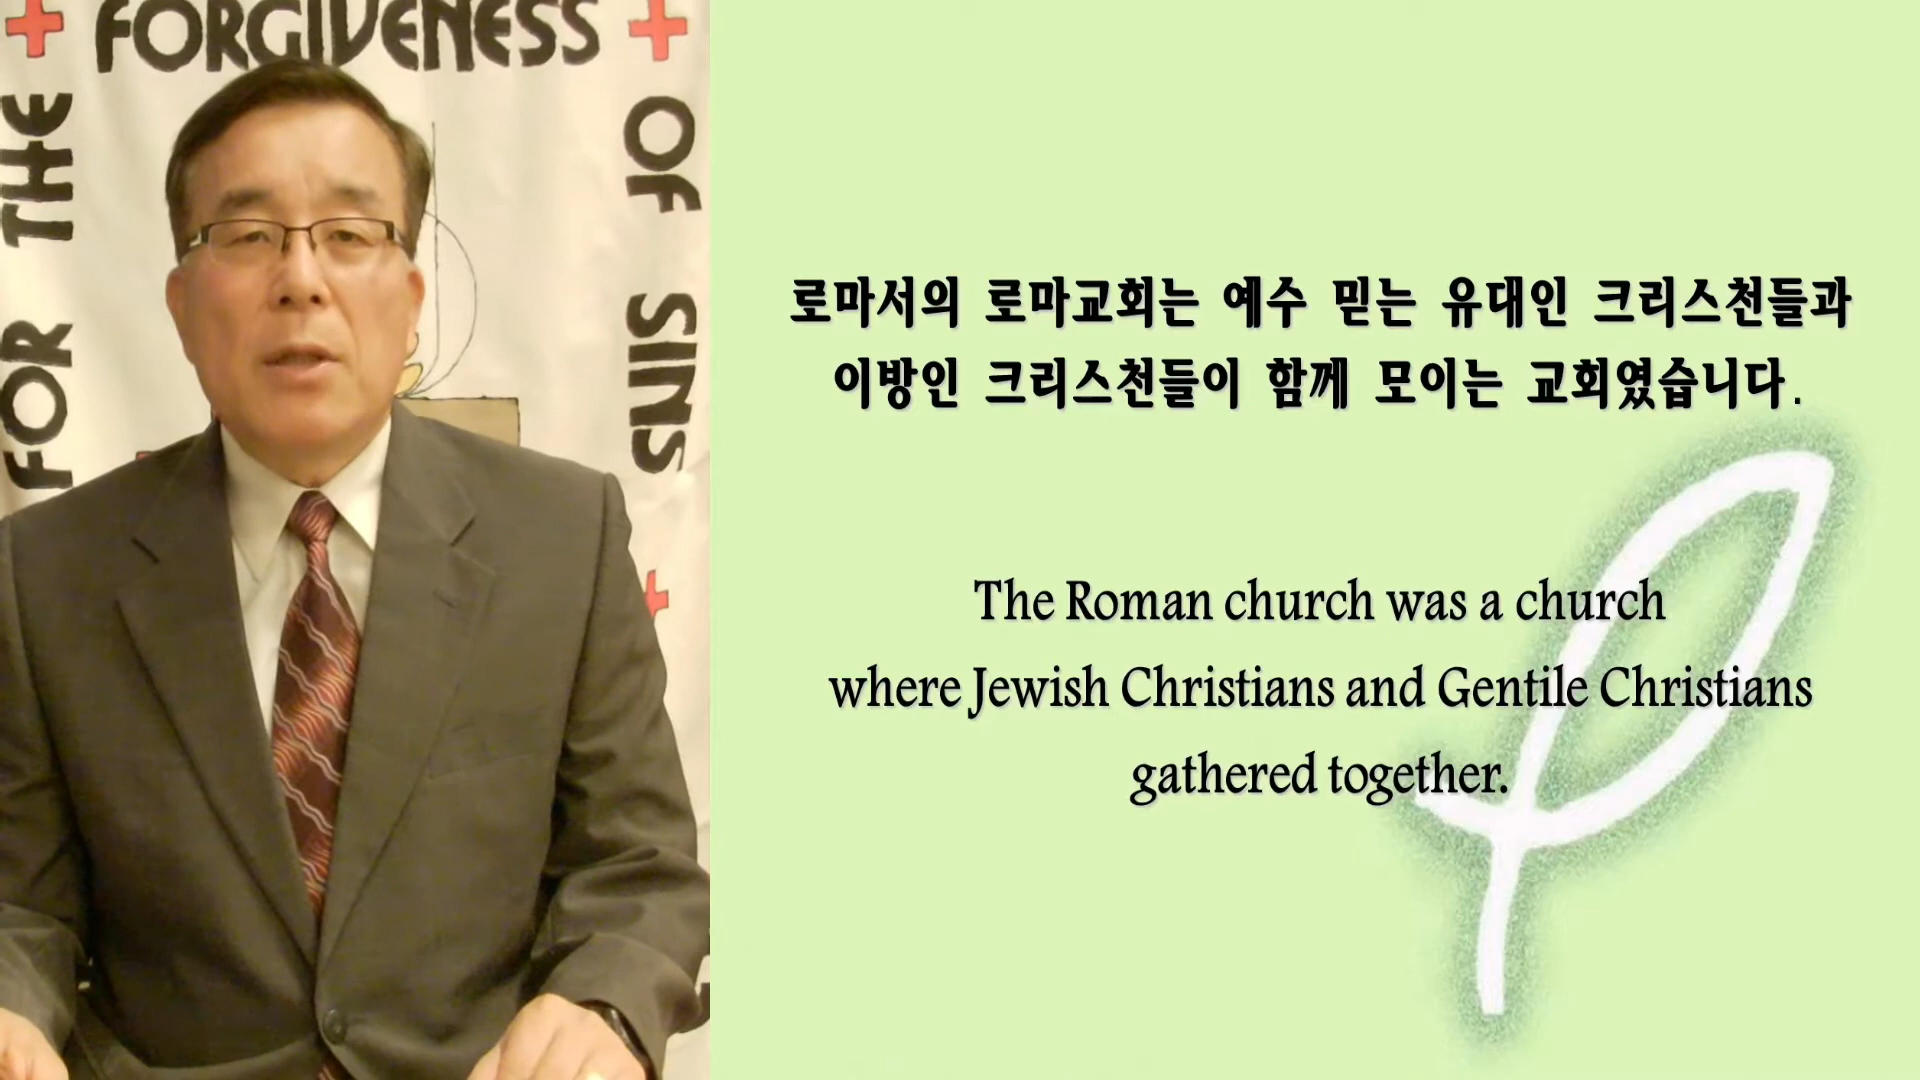 FORGIVENESS
FOR THE
OF
SINS
로마서의 로마교회는 예수 믿는 유대인 크리스천들과
이방인 크리스천들이 함께 모이는 교회였습니다.
The Roman church was a church
where Jewish Christians and Gentile Christians
gathered together.